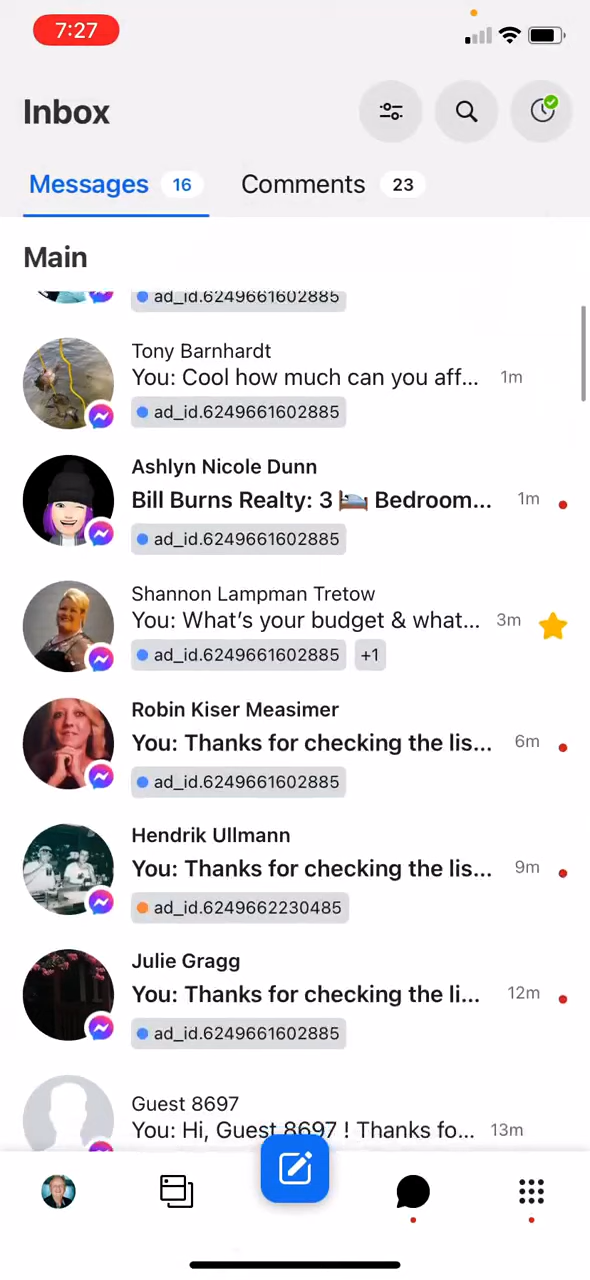 7:27
Inbox
Messages 16 Comments 23
Main
ad_id.6249661602885
Tony Barnhardt
You: Cool how much can you aff... 1m
ad_id.6249661602885
Ashlyn Nicole Dunn
Bill Burns Realty: 3 🛏️ Bedroom... 1m
ad_id.6249661602885
Shannon Lampman Tretow
You: What’s your budget & what... 3m
ad_id.6249661602885 +1
Robin Kiser Measimer
You: Thanks for checking the lis... 6m
ad_id.6249661602885
Hendrik Ullmann
You: Thanks for checking the lis... 9m
ad_id.6249662230485
Julie Gragg
You: Thanks for checking the li... 12m
ad_id.6249661602885
Guest 8697
You: Hi, Guest 8697 ! Thanks fo... 13m